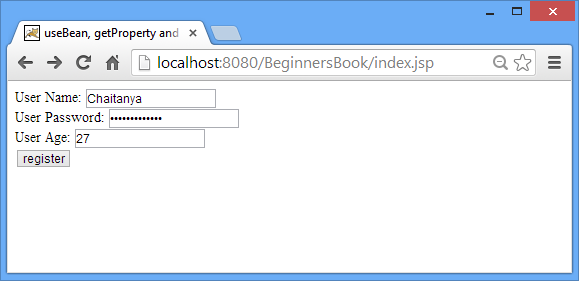 useBean, getProperty and
localhost:8080/BeginnersBook/index.jsp
User Name: Chaitanya
User Password: •••••••••••••
User Age: 27
register